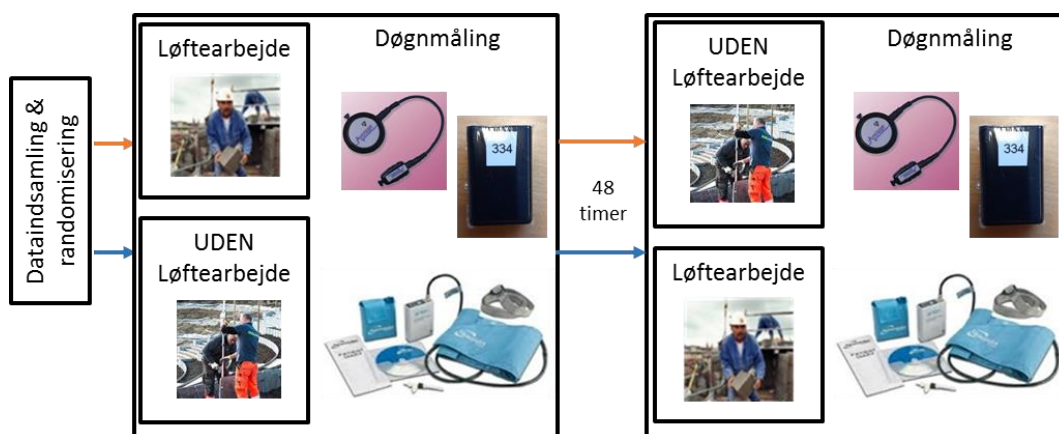 Dataindsamling &
randomisering
Løftearbejde
Døgnmåling
334
UDEN
Løftearbejde
48
timer
UDEN
Løftearbejde
Døgnmåling
334
Løftearbejde